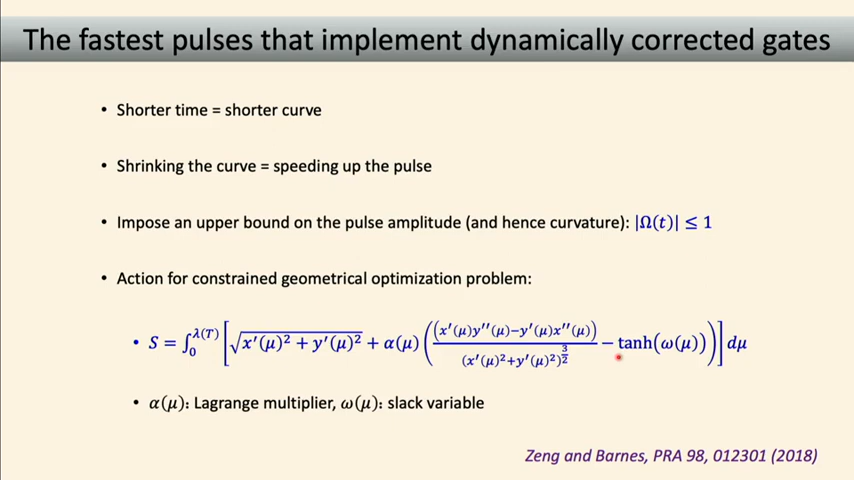 The fastest pulses that implement dynamically corrected gates
• Shorter time = shorter curve
• Shrinking the curve = speeding up the pulse
• Impose an upper bound on the pulse amplitude (and hence curvature): |Ω(t)| ≤ 1
• Action for constrained geometrical optimization problem:
• S = ∫₀^λ(T) [√(x′(μ)² + y′(μ)²) + α(μ) ((x′(μ)y′′(μ)−y′(μ)x′′(μ)) / (x′(μ)²+y′(μ)²)^(3/2) − tanh(ω(μ)))] dμ
• α(μ): Lagrange multiplier, ω(μ): slack variable
Zeng and Barnes, PRA 98, 012301 (2018)